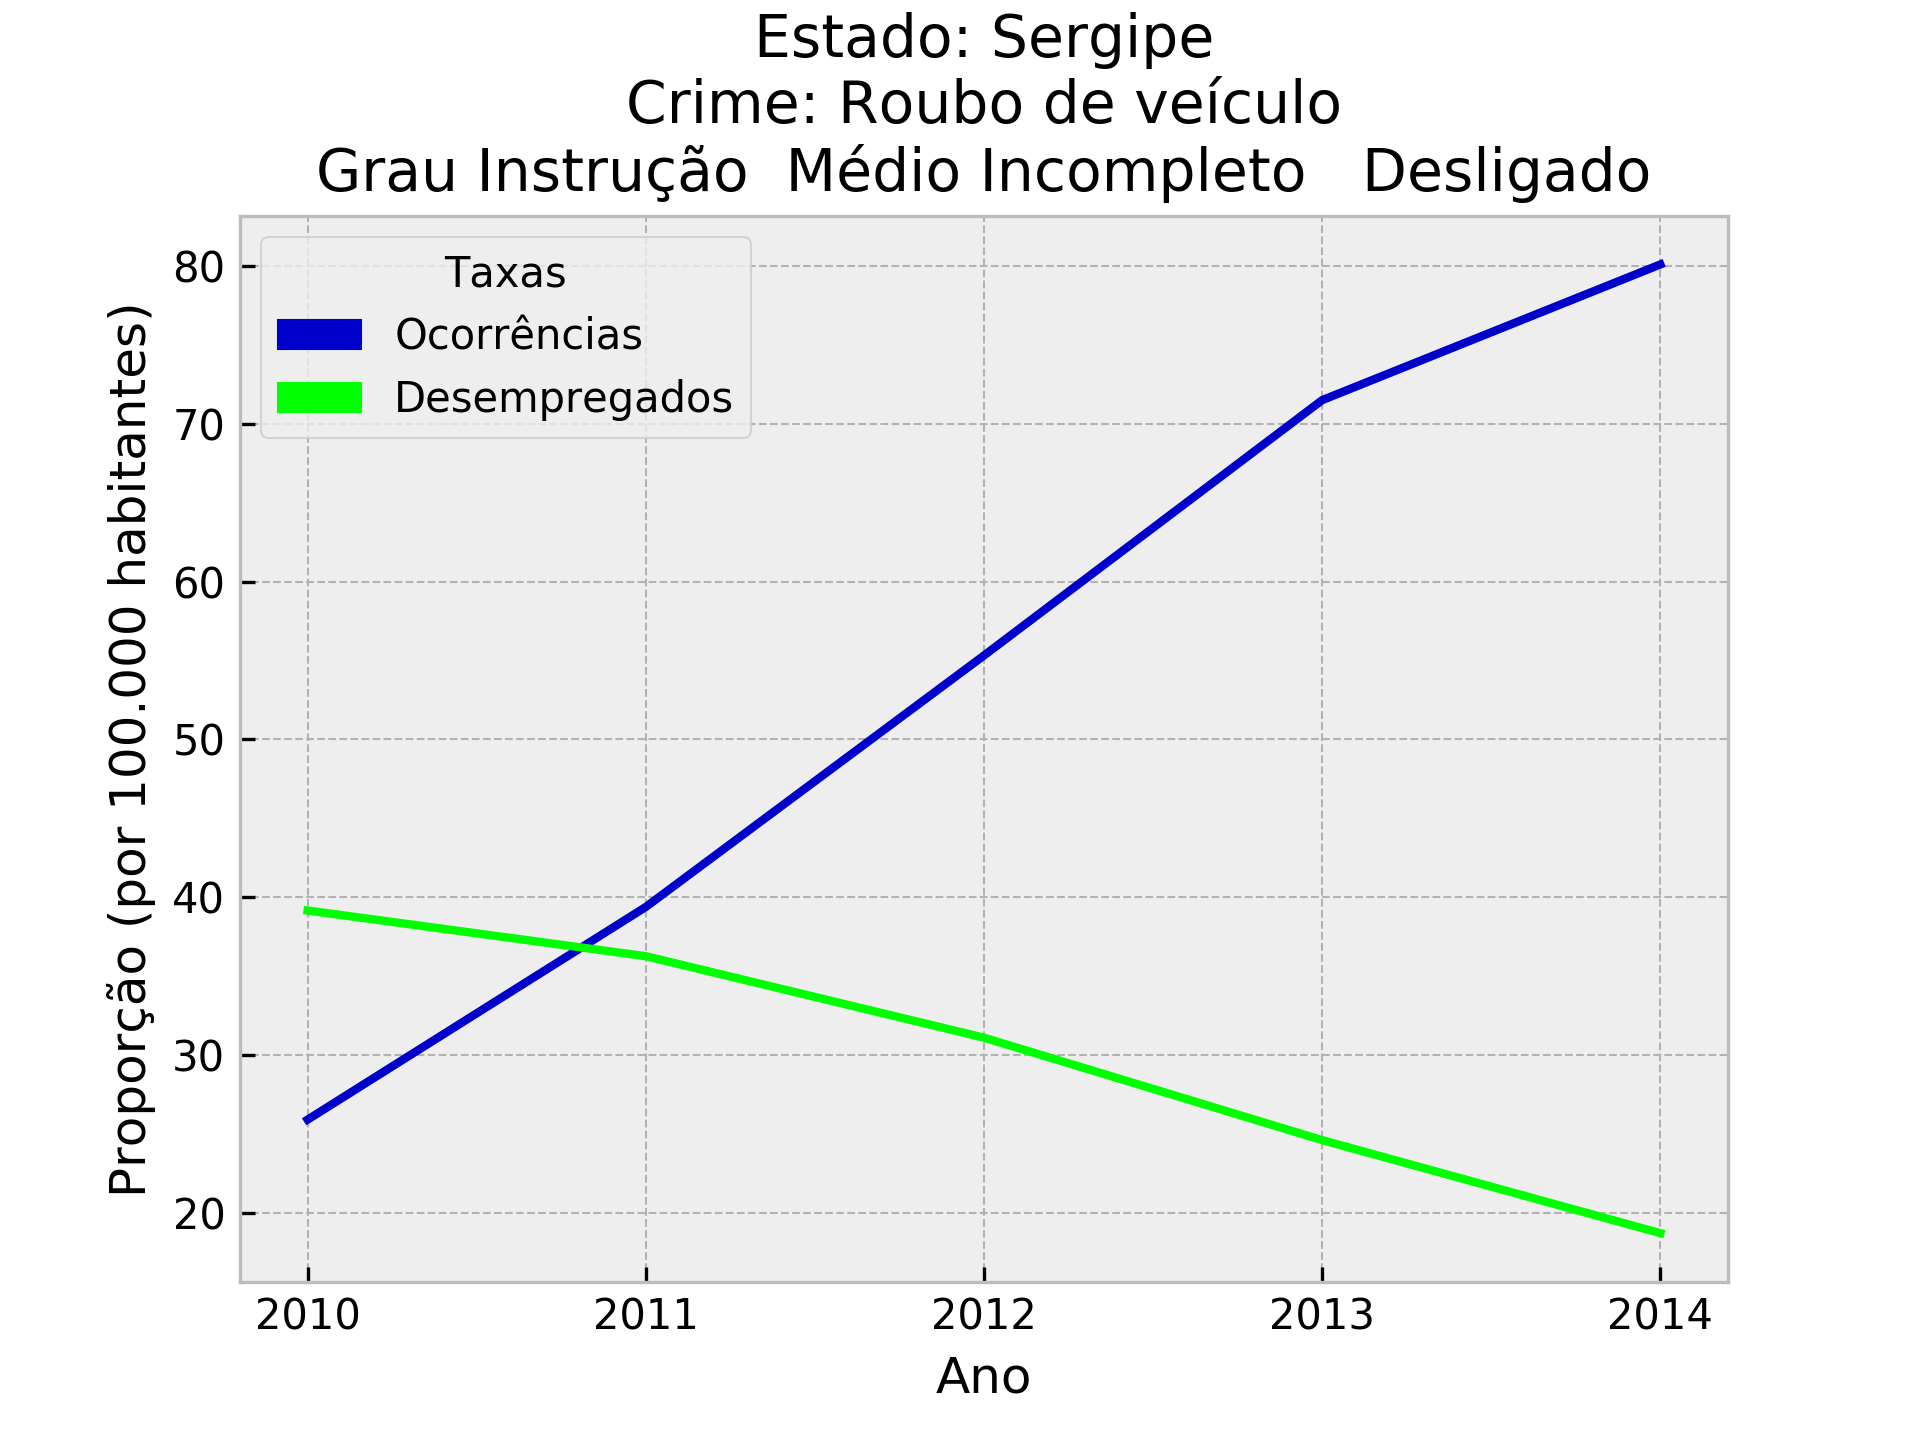 Estado: Sergipe
Crime: Roubo de veículo
Grau Instrução  Médio Incompleto   Desligado
Taxas
Ocorrências
Desempregados
Proporção (por 100.000 habitantes)
80
70
60
50
40
30
20
2010
2011
2012
2013
2014
Ano